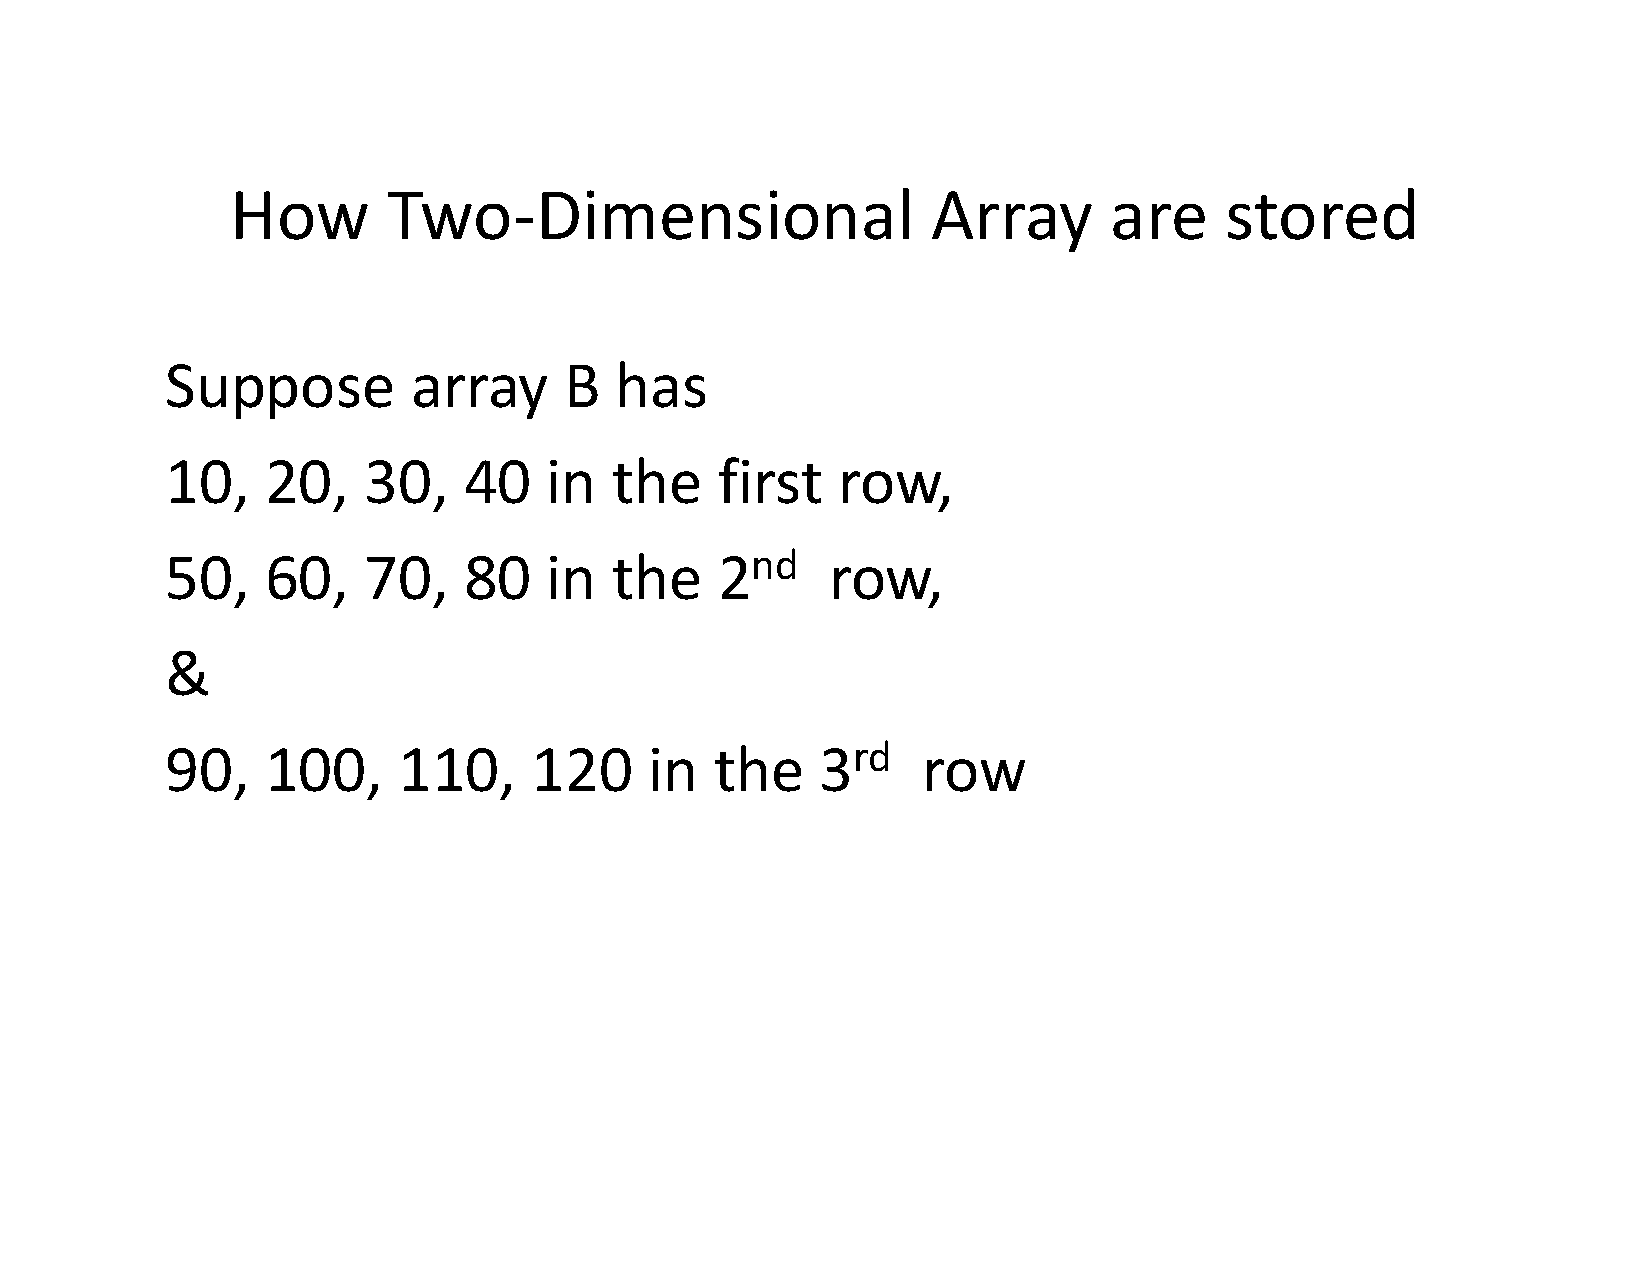 How Two-Dimensional Array are stored
Suppose array B has
10, 20, 30, 40 in the first row,
50, 60, 70, 80 in the 2nd row,
&
90, 100, 110, 120 in the 3rd row